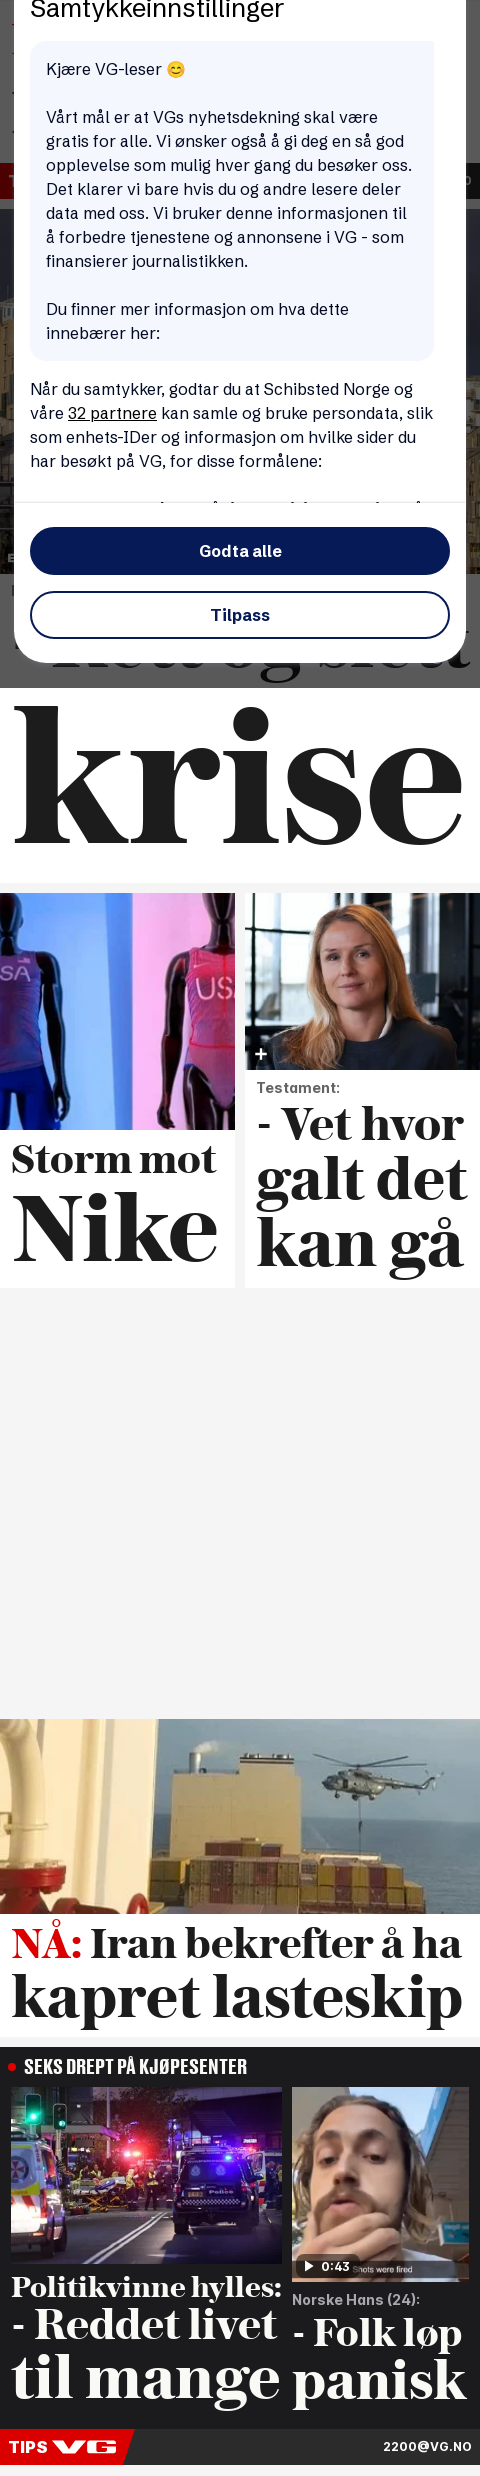 Samtykkeinnstillinger
Kjære VG-leser 😊
Vårt mål er at VGs nyhetsdekning skal være
gratis for alle. Vi ønsker også å gi deg en så god
opplevelse som mulig hver gang du besøker oss.
Det klarer vi bare hvis du og andre lesere deler
data med oss. Vi bruker denne informasjonen til
å forbedre tjenestene og annonsene i VG - som
finansierer journalistikken.
Du finner mer informasjon om hva dette
innebærer her:
Når du samtykker, godtar du at Schibsted Norge og
våre 32 partnere kan samle og bruke persondata, slik
som enhets-IDer og informasjon om hvilke sider du
har besøkt på VG, for disse formålene:
Godta alle
Tilpass
krise
USA
USA
Storm mot
Nike
Testament:
- Vet hvor
galt det
kan gå
NÅ: Iran bekrefter å ha
kapret lasteskip
SEKS DREPT PÅ KJØPESENTER
0:43
Shots were fired
Politikvinne hylles:
- Reddet livet
til mange
Norske Hans (24):
- Folk løp
panisk
TIPS VG
2200@VG.NO